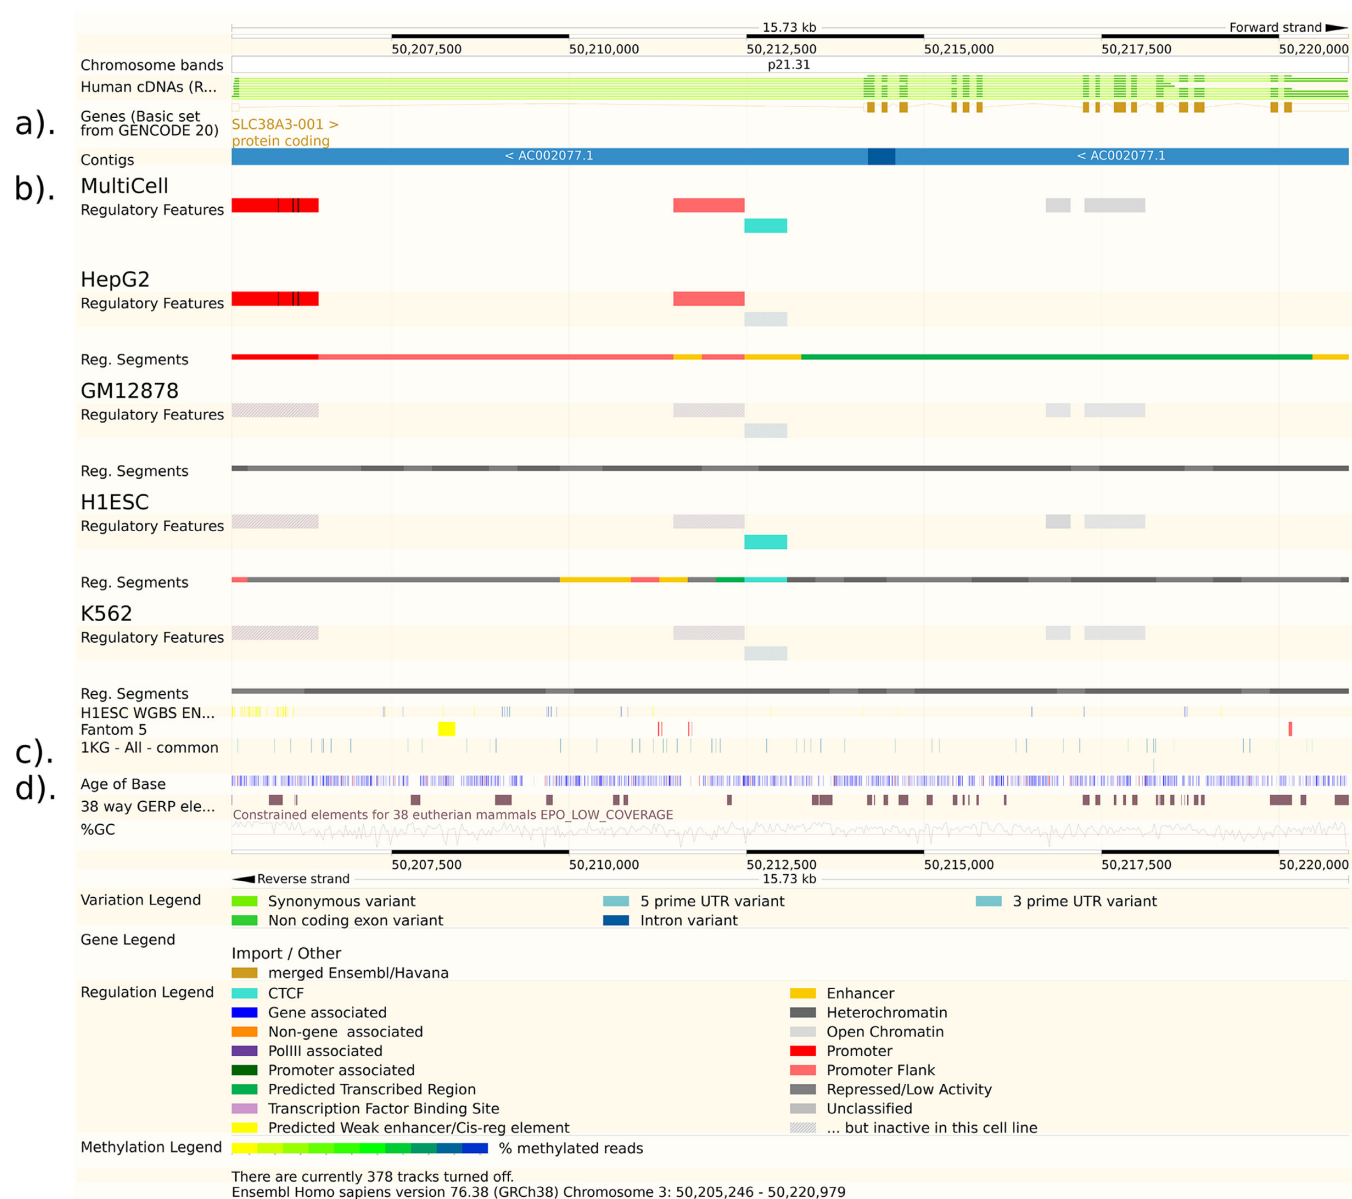 15.73 kb Forward strand
50,207,500 50,210,000 50,212,500 50,215,000 50,217,500 50,220,000
Chromosome bands p21.31
Human cDNAs (R...
a). Genes (Basic set
from GENCODE 20)
SLC38A3-001 >
protein coding
Contigs < AC002077.1 < AC002077.1
b). MultiCell
Regulatory Features
HepG2
Regulatory Features
Reg. Segments
GM12878
Regulatory Features
Reg. Segments
H1ESC
Regulatory Features
Reg. Segments
K562
Regulatory Features
Reg. Segments
H1ESC WGBS EN...
Fantom 5
c). 1KG - All - common
d). Age of Base
38 way GERP ele...
Constrained elements for 38 eutherian mammals EPO_LOW_COVERAGE
%GC
50,207,500 50,210,000 50,212,500 50,215,000 50,217,500 50,220,000
Reverse strand 15.73 kb
Variation Legend Synonymous variant 5 prime UTR variant 3 prime UTR variant
Non coding exon variant Intron variant
Gene Legend
Import / Other
merged Ensembl/Havana
Regulation Legend CTCF Enhancer
Gene associated Heterochromatin
Non-gene associated Open Chromatin
PolIII associated Promoter
Promoter associated Promoter Flank
Predicted Transcribed Region Repressed/Low Activity
Transcription Factor Binding Site Unclassified
Predicted Weak enhancer/Cis-reg element ... but inactive in this cell line
Methylation Legend % methylated reads
There are currently 378 tracks turned off.
Ensembl Homo sapiens version 76.38 (GRCh38) Chromosome 3: 50,205,246 - 50,220,979